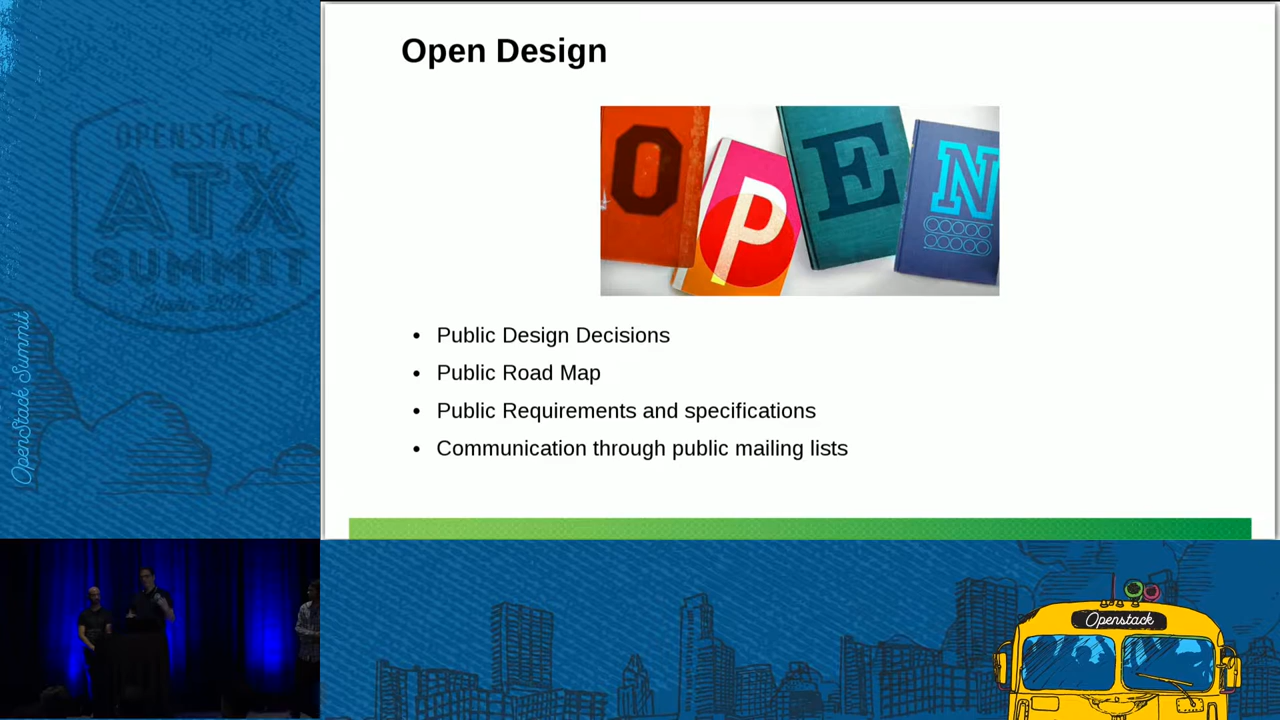 Open Design
OPEN
Public Design Decisions
Public Road Map
Public Requirements and specifications
Communication through public mailing lists
OPENSTACK
ATX
SUMMIT
OpenStack Summit
Openstack